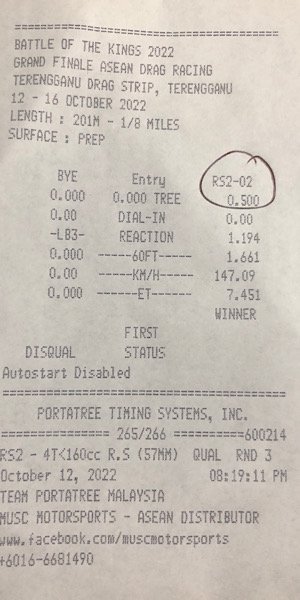 ==============================
BATTLE OF THE KINGS 2022
GRAND FINALE ASEAN DRAG RACING
TERENGGANU DRAG STRIP, TERENGGANU
12 - 16 OCTOBER 2022
LENGTH : 201M - 1/8 MILES
SURFACE : PREP
BYE Entry RS2-02
0.000 0.000 TREE 0.500
0.00 DIAL-IN 0.00
-LB3- REACTION 1.194
0.000 ------60FT----- 1.661
0.00 ------KM/H----- 147.09
0.000 ------ET------- 7.451
WINNER
FIRST
DISQUAL STATUS
Autostart Disabled
==============================
PORTATREE TIMING SYSTEMS, INC.
============ 265/266 ==========600214
RS2 - 4T<160cc R.S (57MM) QUAL RND 3
October 12, 2022 08:19:11 PM
TEAM PORTATREE MALAYSIA
MUSC MOTORSPORTS - ASEAN DISTRIBUTOR
www.facebook.com/muscmotorsports
+6016-6681490